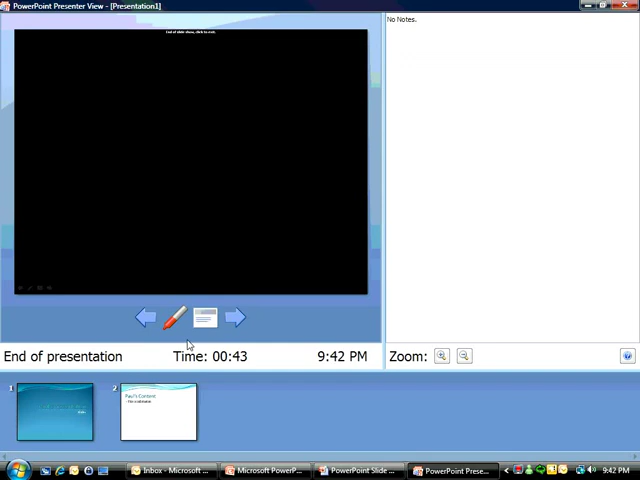 PowerPoint Presenter View - [Presentation1]
End of slide show, click to exit.
No Notes.
End of presentation
Time: 00:43
9:42 PM
Zoom:
1
2
Paul's Content
Inbox - Microsoft ...
Microsoft PowerP...
PowerPoint Slide ...
PowerPoint Prese...
9:42 PM